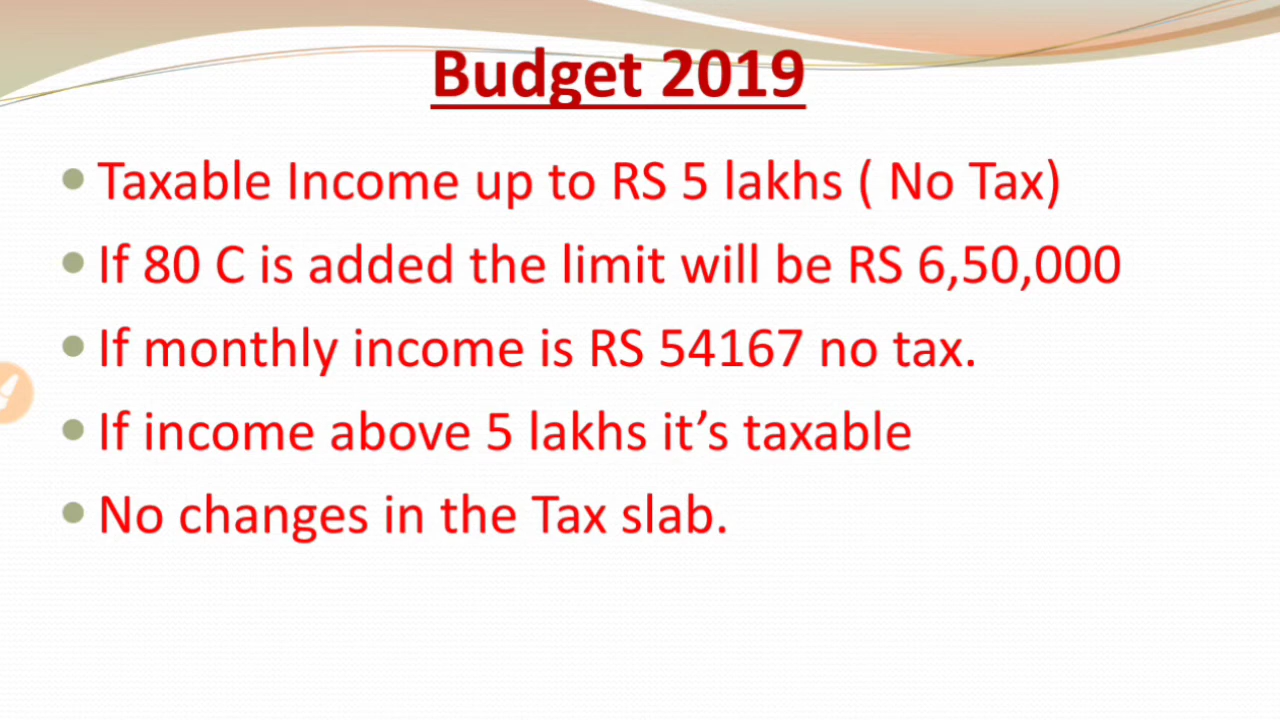 Budget 2019
Taxable Income up to RS 5 lakhs ( No Tax)
If 80 C is added the limit will be RS 6,50,000
If monthly income is RS 54167 no tax.
If income above 5 lakhs it’s taxable
No changes in the Tax slab.